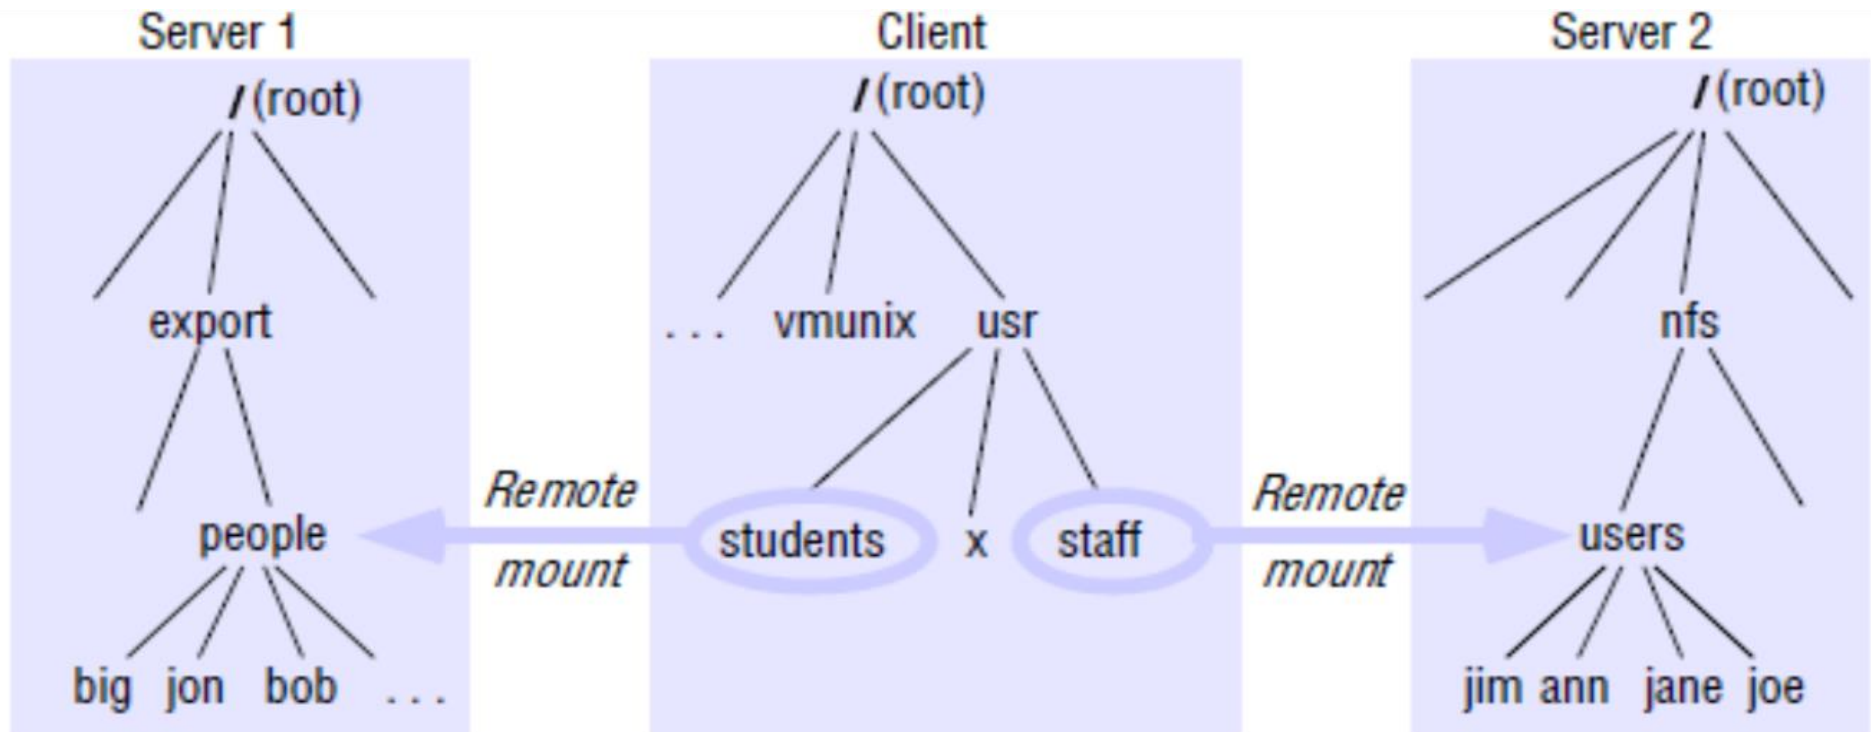 Server 1
Client
Server 2
/ (root)
/ (root)
/ (root)
export
. . .
vmunix
usr
nfs
people
Remote
mount
students
x
staff
Remote
mount
users
big jon bob . . .
jim ann jane joe